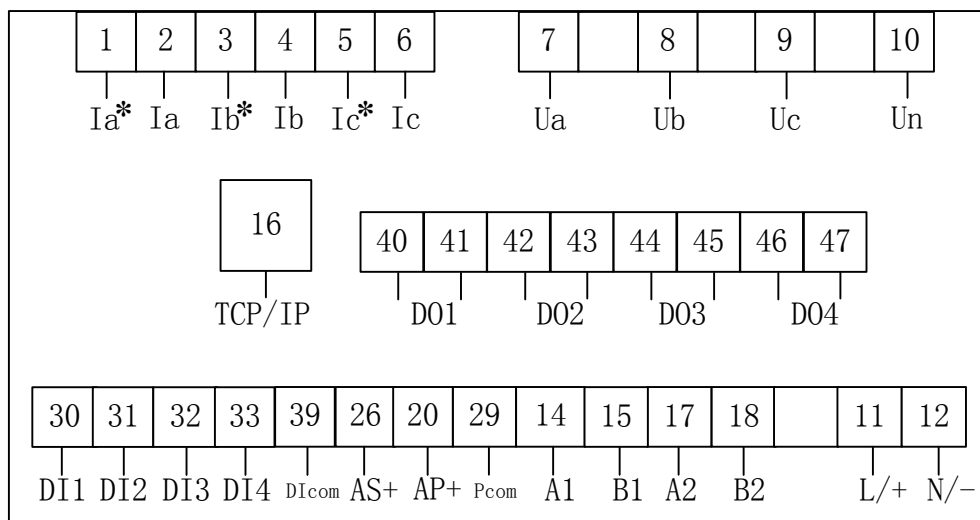 1 2 3 4 5 6 7 8 9 10
Ia* Ia Ib* Ib Ic* Ic Ua Ub Uc Un
16
40 41 42 43 44 45 46 47
TCP/IP DO1 DO2 DO3 DO4
30 31 32 33 39 26 20 29 14 15 17 18 11 12
DI1 DI2 DI3 DI4 DIcom AS+ AP+ Pcom A1 B1 A2 B2 L/+ N/-